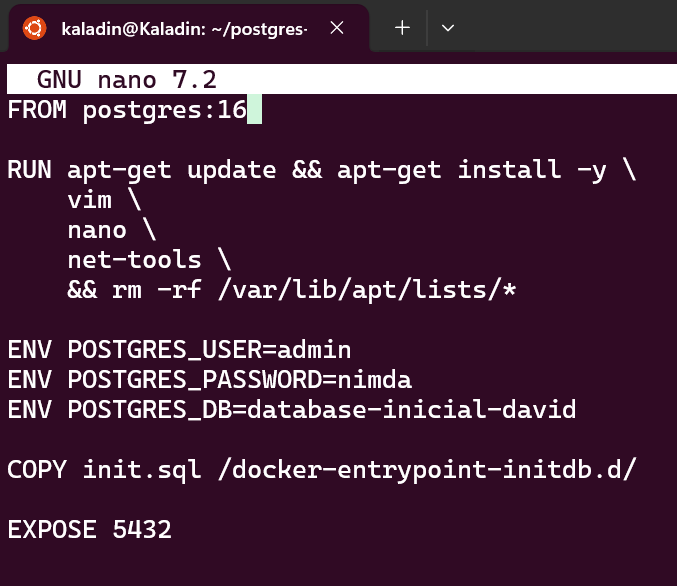 kaladin@Kaladin: ~/postgres-
GNU nano 7.2
FROM postgres:16
RUN apt-get update && apt-get install -y \
vim \
nano \
net-tools \
&& rm -rf /var/lib/apt/lists/*
ENV POSTGRES_USER=admin
ENV POSTGRES_PASSWORD=nimda
ENV POSTGRES_DB=database-inicial-david
COPY init.sql /docker-entrypoint-initdb.d/
EXPOSE 5432